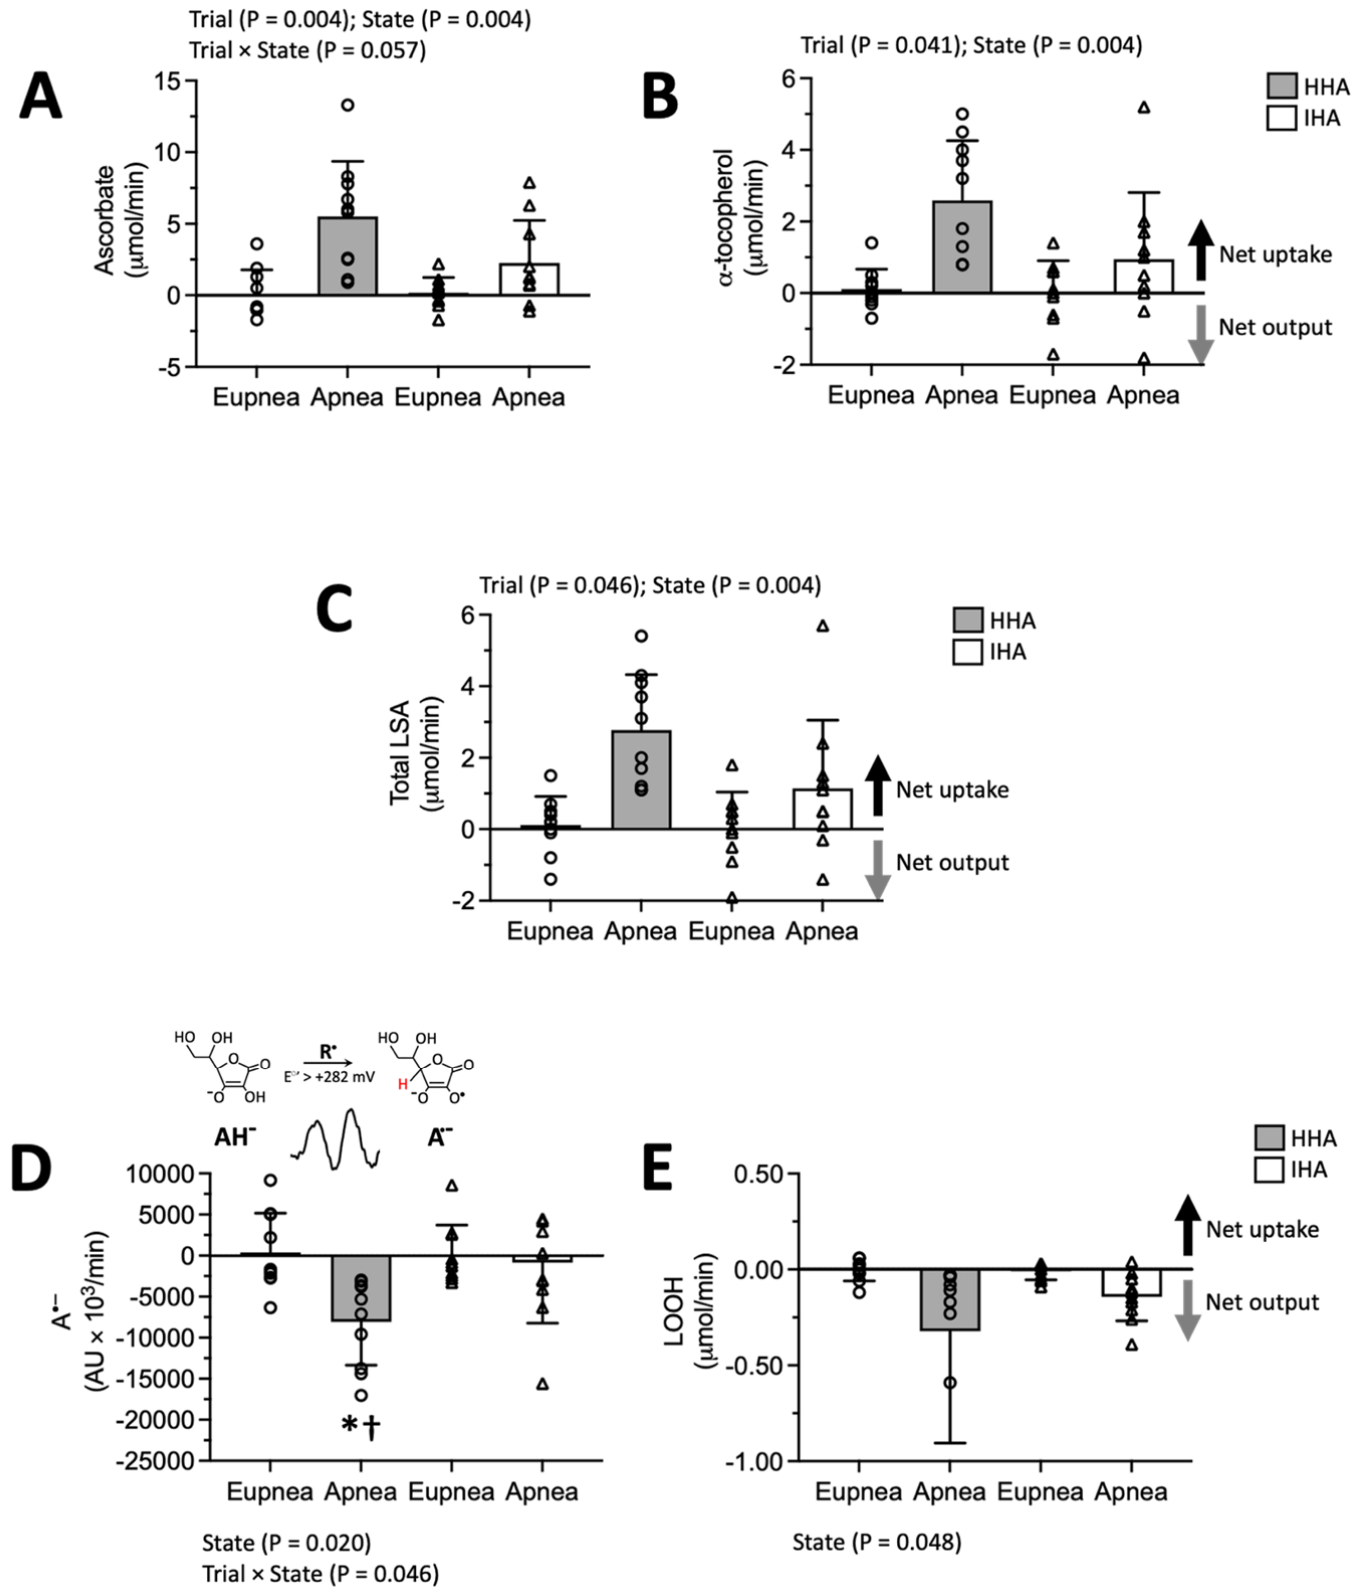 Trial (P = 0.004); State (P = 0.004)
Trial × State (P = 0.057)
A
Ascorbate
(μmol/min)
15
10
5
0
-5
Eupnea Apnea Eupnea Apnea
Trial (P = 0.041); State (P = 0.004)
B
α-tocopherol
(μmol/min)
6
4
2
0
-2
Eupnea Apnea Eupnea Apnea
HHA
IHA
Net uptake
Net output
Trial (P = 0.046); State (P = 0.004)
C
Total LSA
(μmol/min)
6
4
2
0
-2
Eupnea Apnea Eupnea Apnea
HHA
IHA
Net uptake
Net output
HO OH
O
O
⁻O OH
AH⁻
R•
E°′ > +282 mV
HO OH
O
O
H
⁻O O•
A•⁻
D
A•–
(AU × 10³/min)
10000
5000
0
-5000
-10000
-15000
-20000
-25000
*†
Eupnea Apnea Eupnea Apnea
State (P = 0.020)
Trial × State (P = 0.046)
E
LOOH
(μmol/min)
0.50
0.00
-0.50
-1.00
Eupnea Apnea Eupnea Apnea
HHA
IHA
Net uptake
Net output
State (P = 0.048)